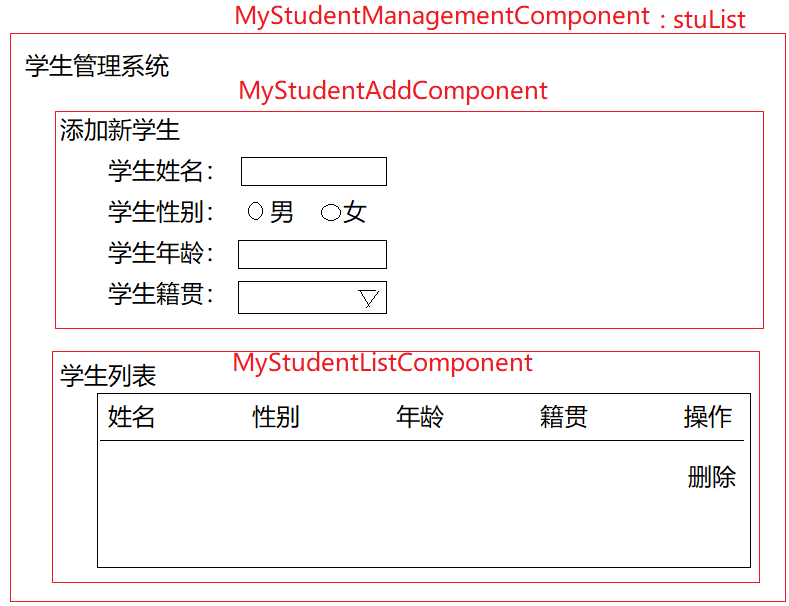 MyStudentManagementComponent : stuList
学生管理系统
MyStudentAddComponent
添加新学生
学生姓名：
学生性别： 男 女
学生年龄：
学生籍贯：
MyStudentListComponent
学生列表
姓名 性别 年龄 籍贯 操作
删除